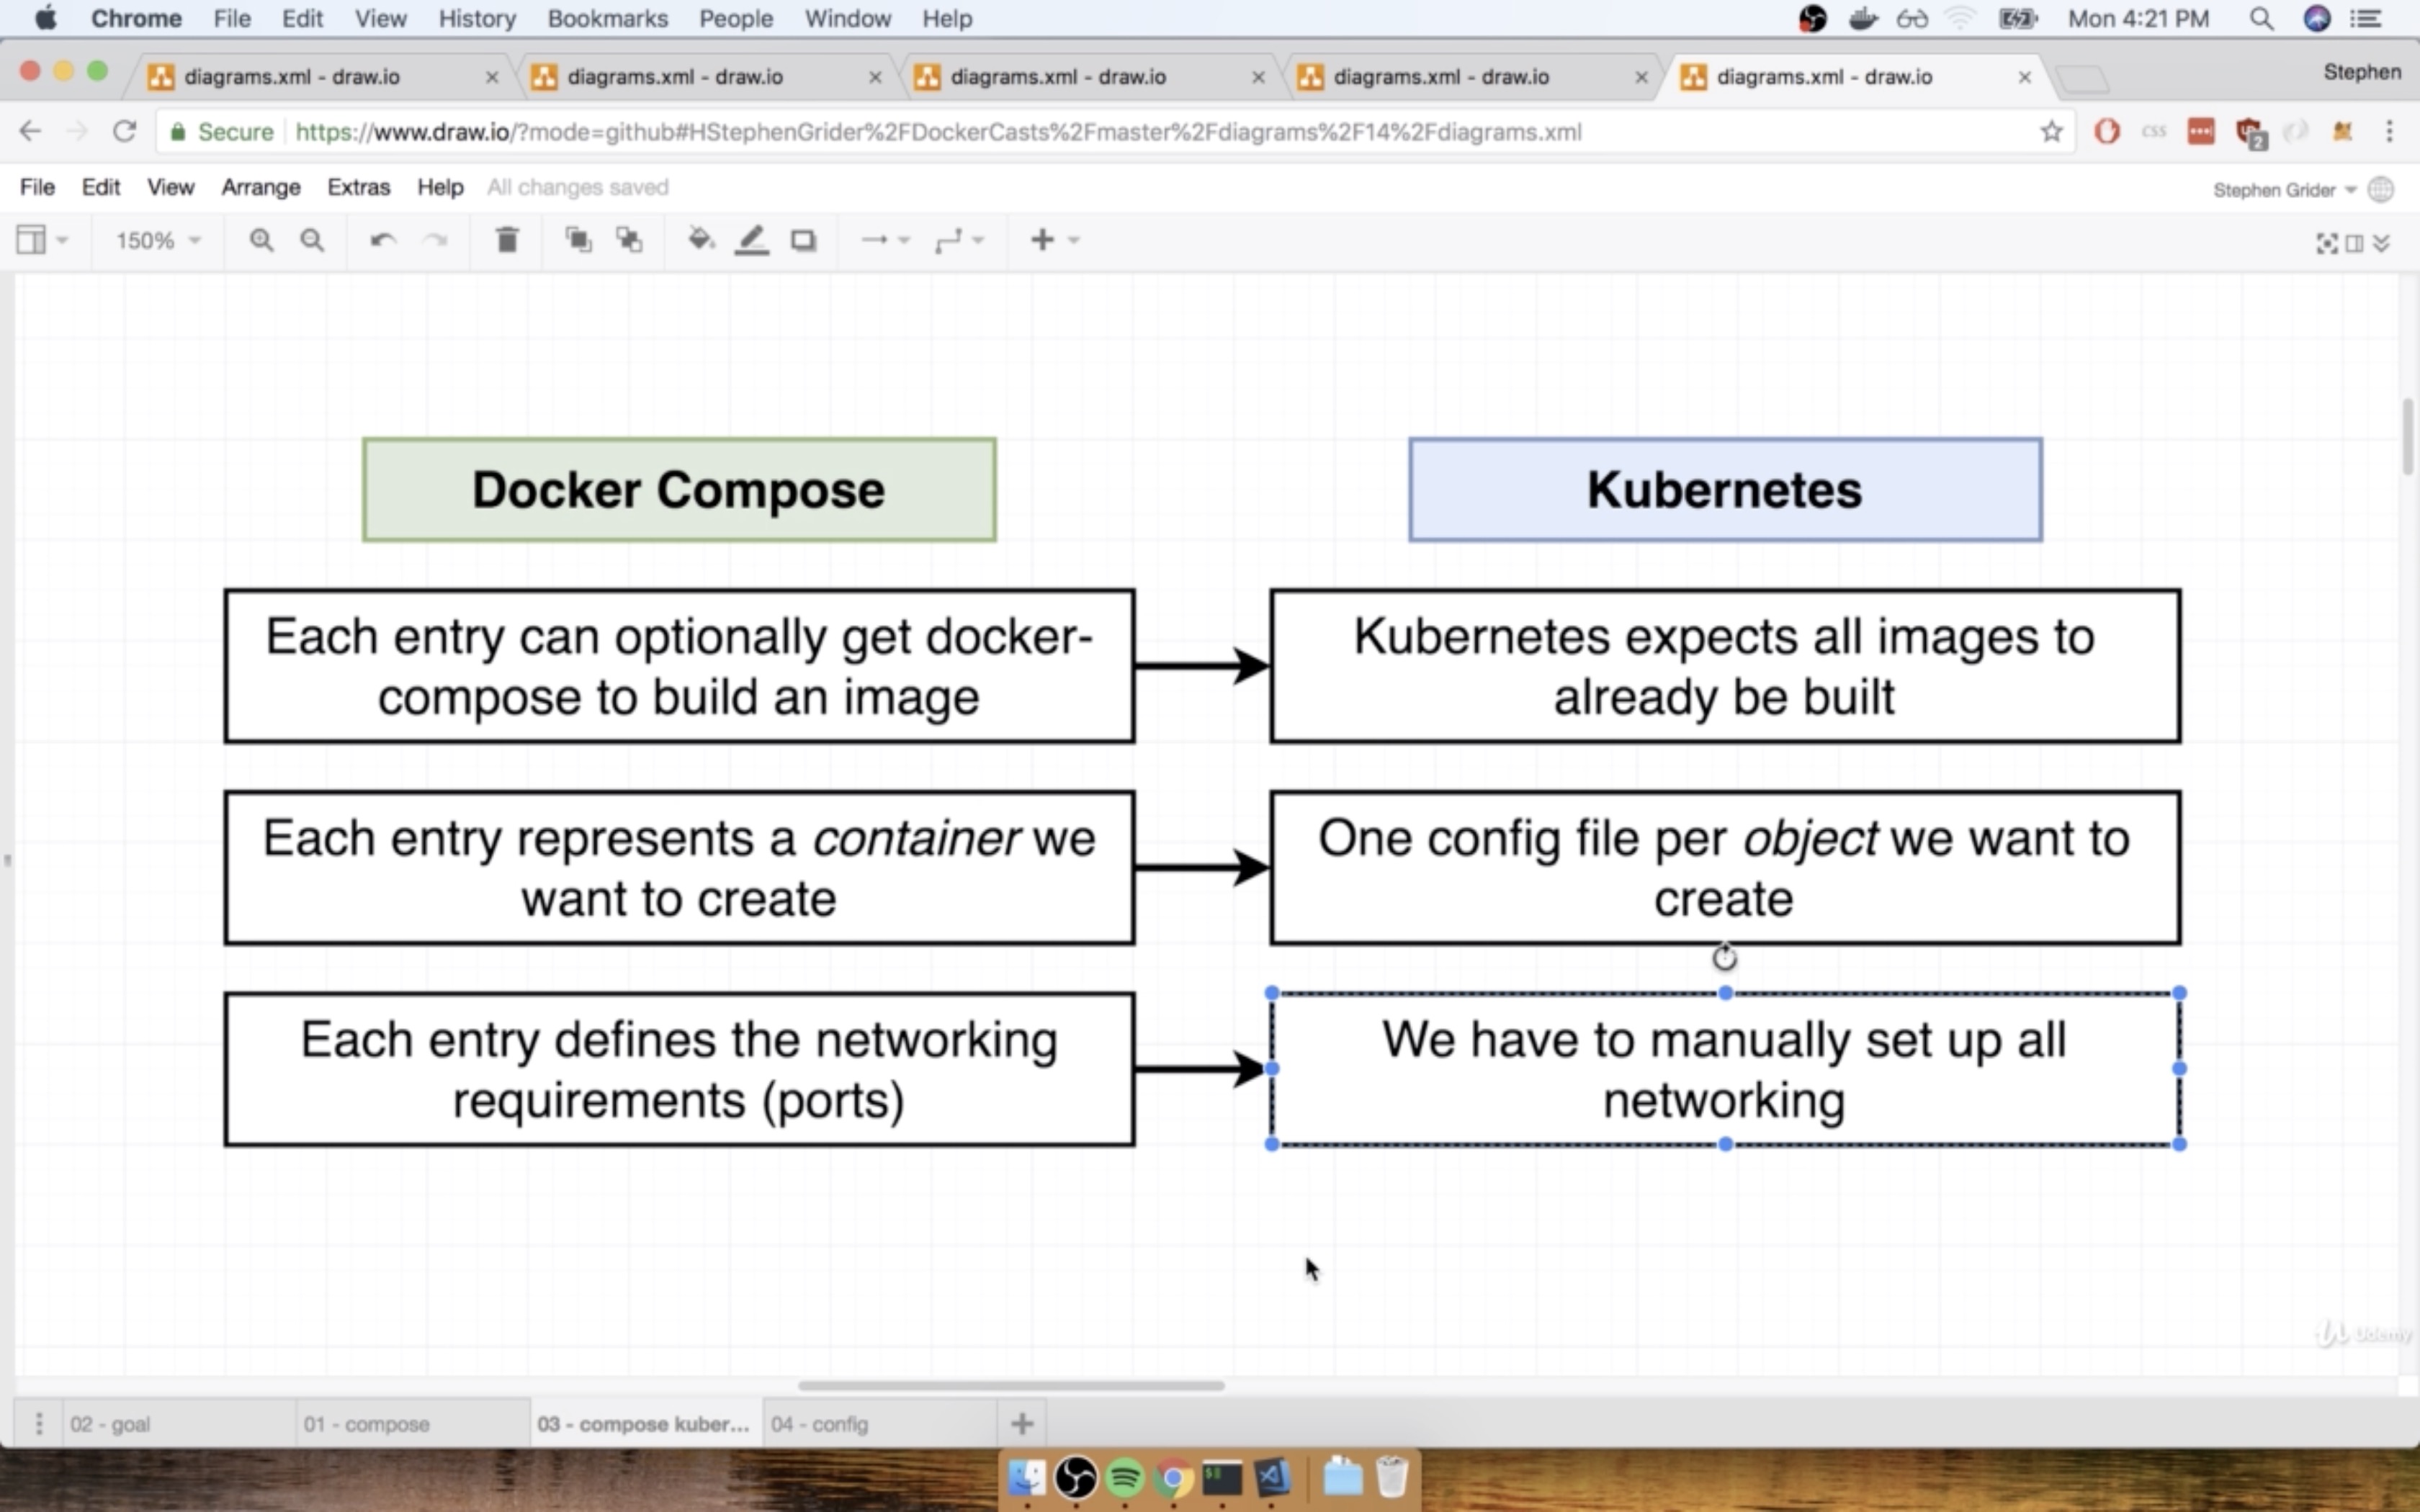 Chrome File Edit View History Bookmarks People Window Help Mon 4:21 PM
diagrams.xml - draw.io diagrams.xml - draw.io diagrams.xml - draw.io diagrams.xml - draw.io diagrams.xml - draw.io Stephen
Secure https://www.draw.io/?mode=github#HStephenGrider%2FDockerCasts%2Fmaster%2Fdiagrams%2F14%2Fdiagrams.xml CSS 2
File Edit View Arrange Extras Help All changes saved Stephen Grider
150%
Docker Compose
Kubernetes
Each entry can optionally get docker-
compose to build an image
Kubernetes expects all images to
already be built
Each entry represents a container we
want to create
One config file per object we want to
create
Each entry defines the networking
requirements (ports)
We have to manually set up all
networking
Udemy
02 - goal 01 - compose 03 - compose kuber... 04 - config